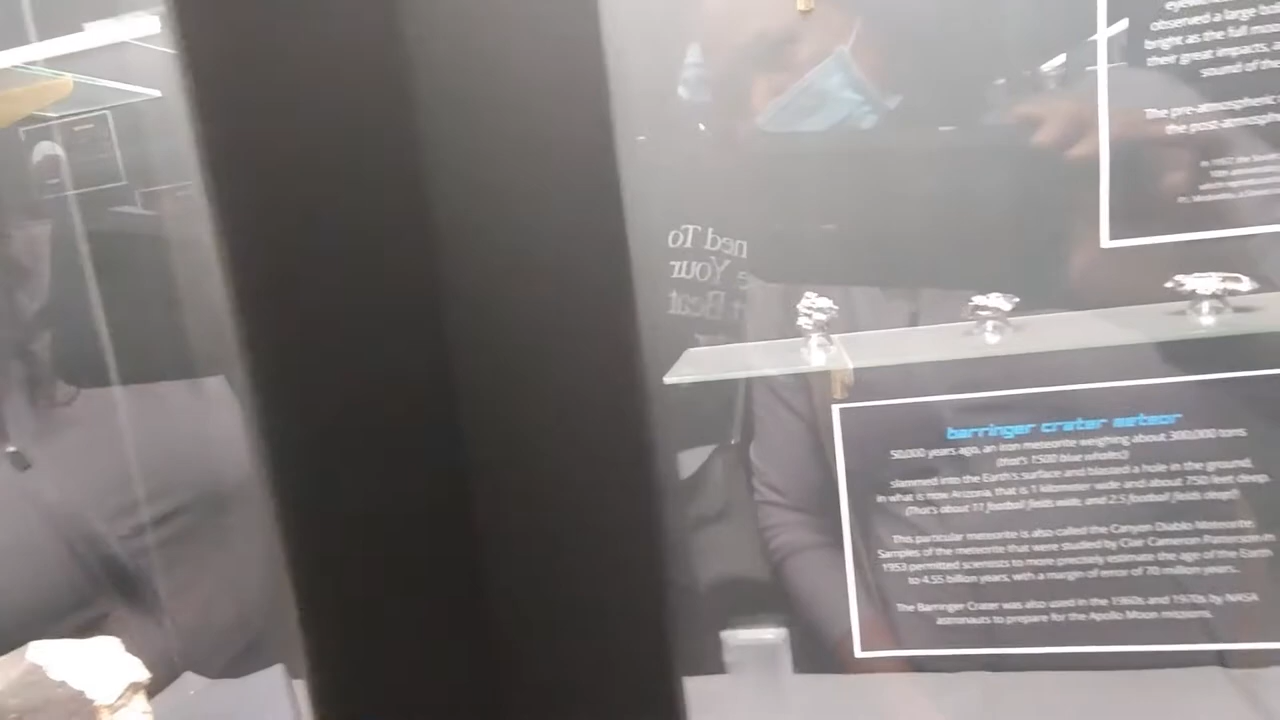 observed a large
bright as the full
their great impacts,
sound of the
The pre-atmospheric
the post-atmospheric
ned To
Your
Beat
barringer crater meteor
50,000 years ago, an iron meteorite weighing about 300,000 tons
(that's 1500 blue whales!)
slammed into the Earth's surface and blasted a hole in the ground,
in what is now Arizona, that is 1 kilometer wide and about 750 feet deep.
(That's about 11 football fields wide, and 2.5 football fields deep!)
This particular meteorite is also called the Canyon Diablo Meteorite.
Samples of the meteorite that were studied by Clair Cameron Patterson in
1953 permitted scientists to more precisely estimate the age of the Earth
to 4.55 billion years, with a margin of error of 70 million years.
The Barringer Crater was also used in the 1960s and 1970s by NASA
astronauts to prepare for the Apollo Moon missions.